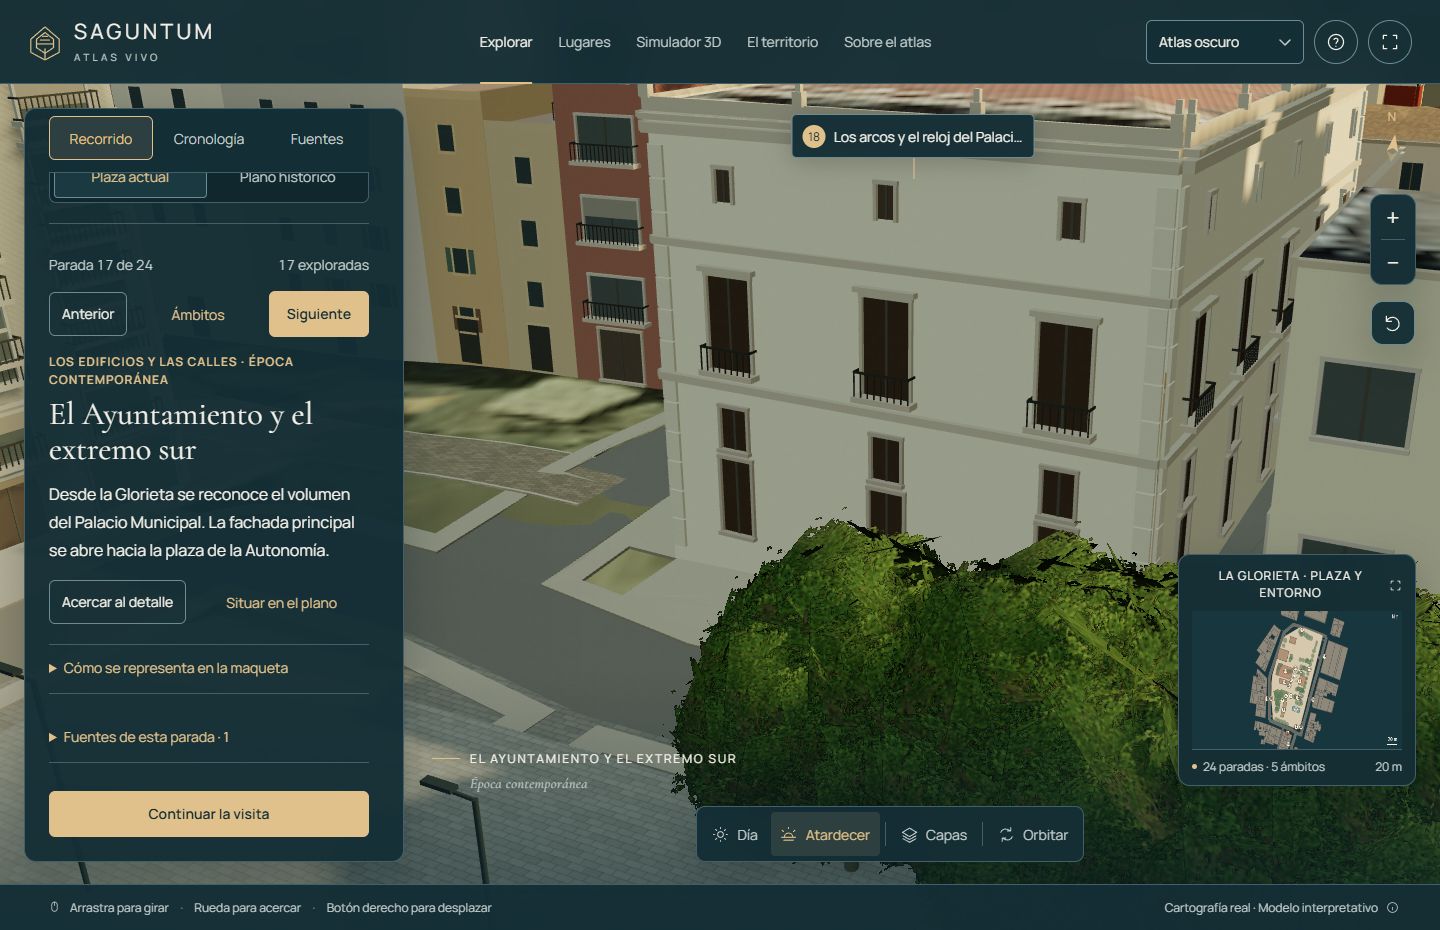 SAGUNTUM
ATLAS VIVO
Explorar
Lugares
Simulador 3D
El territorio
Sobre el atlas
Atlas oscuro
Recorrido
Cronología
Fuentes
Plaza actual
Plano histórico
Parada 17 de 24
17 exploradas
Anterior
Ámbitos
Siguiente
LOS EDIFICIOS Y LAS CALLES · ÉPOCA
CONTEMPORÁNEA
El Ayuntamiento y el
extremo sur
Desde la Glorieta se reconoce el volumen
del Palacio Municipal. La fachada principal
se abre hacia la plaza de la Autonomía.
Acercar al detalle
Situar en el plano
Cómo se representa en la maqueta
Fuentes de esta parada · 1
Continuar la visita
18 Los arcos y el reloj del Palaci...
N
EL AYUNTAMIENTO Y EL EXTREMO SUR
Época contemporánea
Día
Atardecer
Capas
Orbitar
LA GLORIETA · PLAZA Y
ENTORNO
24 paradas · 5 ámbitos
20 m
Arrastra para girar · Rueda para acercar · Botón derecho para desplazar
Cartografía real · Modelo interpretativo